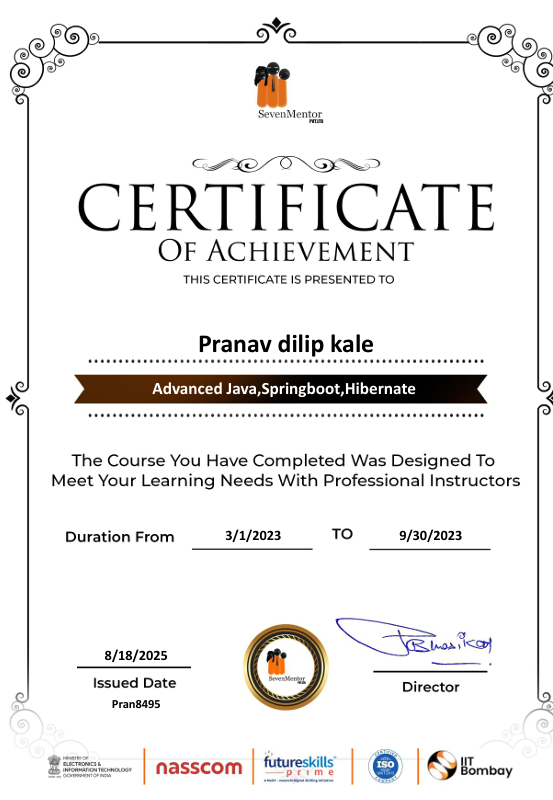 SevenMentor
PVT.LTD
CERTIFICATE
OF ACHIEVEMENT
THIS CERTIFICATE IS PRESENTED TO
Pranav dilip kale
Advanced Java,Springboot,Hibernate
The Course You Have Completed Was Designed To
Meet Your Learning Needs With Professional Instructors
Duration From 3/1/2023 TO 9/30/2023
8/18/2025
Issued Date
Pran8495
SevenMentor
Director
MINISTRY OF
ELECTRONICS &
INFORMATION TECHNOLOGY
GOVERNMENT OF INDIA
nasscom
futureskills
prime
ISO
IIT
Bombay